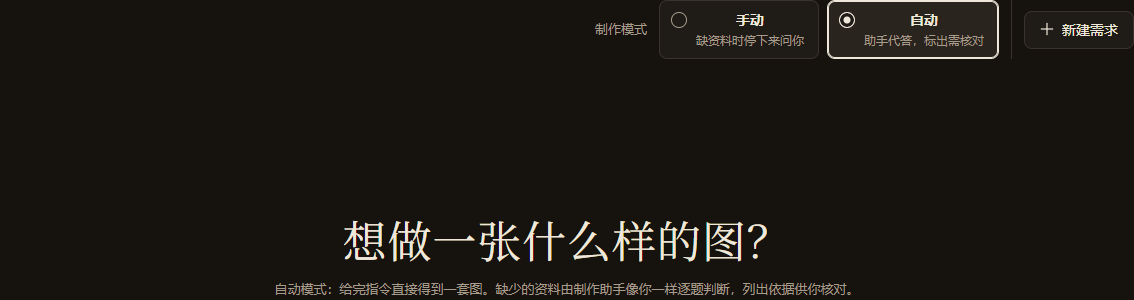 制作模式
手动
缺资料时停下来问你
自动
助手代答，标出需核对
新建需求
想做一张什么样的图？
自动模式：给完指令直接得到一套图。缺少的资料由制作助手像你一样逐题判断，列出依据供你核对。